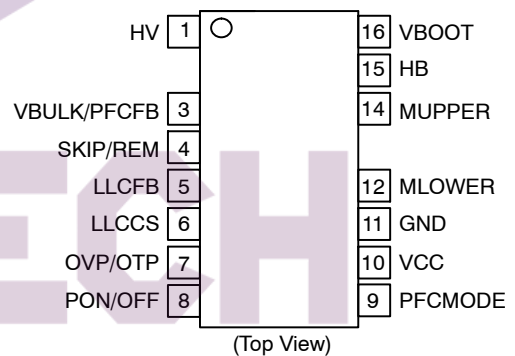 HV 1 16 VBOOT
15 HB
VBULK/PFCFB 3 14 MUPPER
SKIP/REM 4
LLCFB 5 12 MLOWER
LLCCS 6 11 GND
OVP/OTP 7 10 VCC
PON/OFF 8 9 PFCMODE
(Top View)
ECH